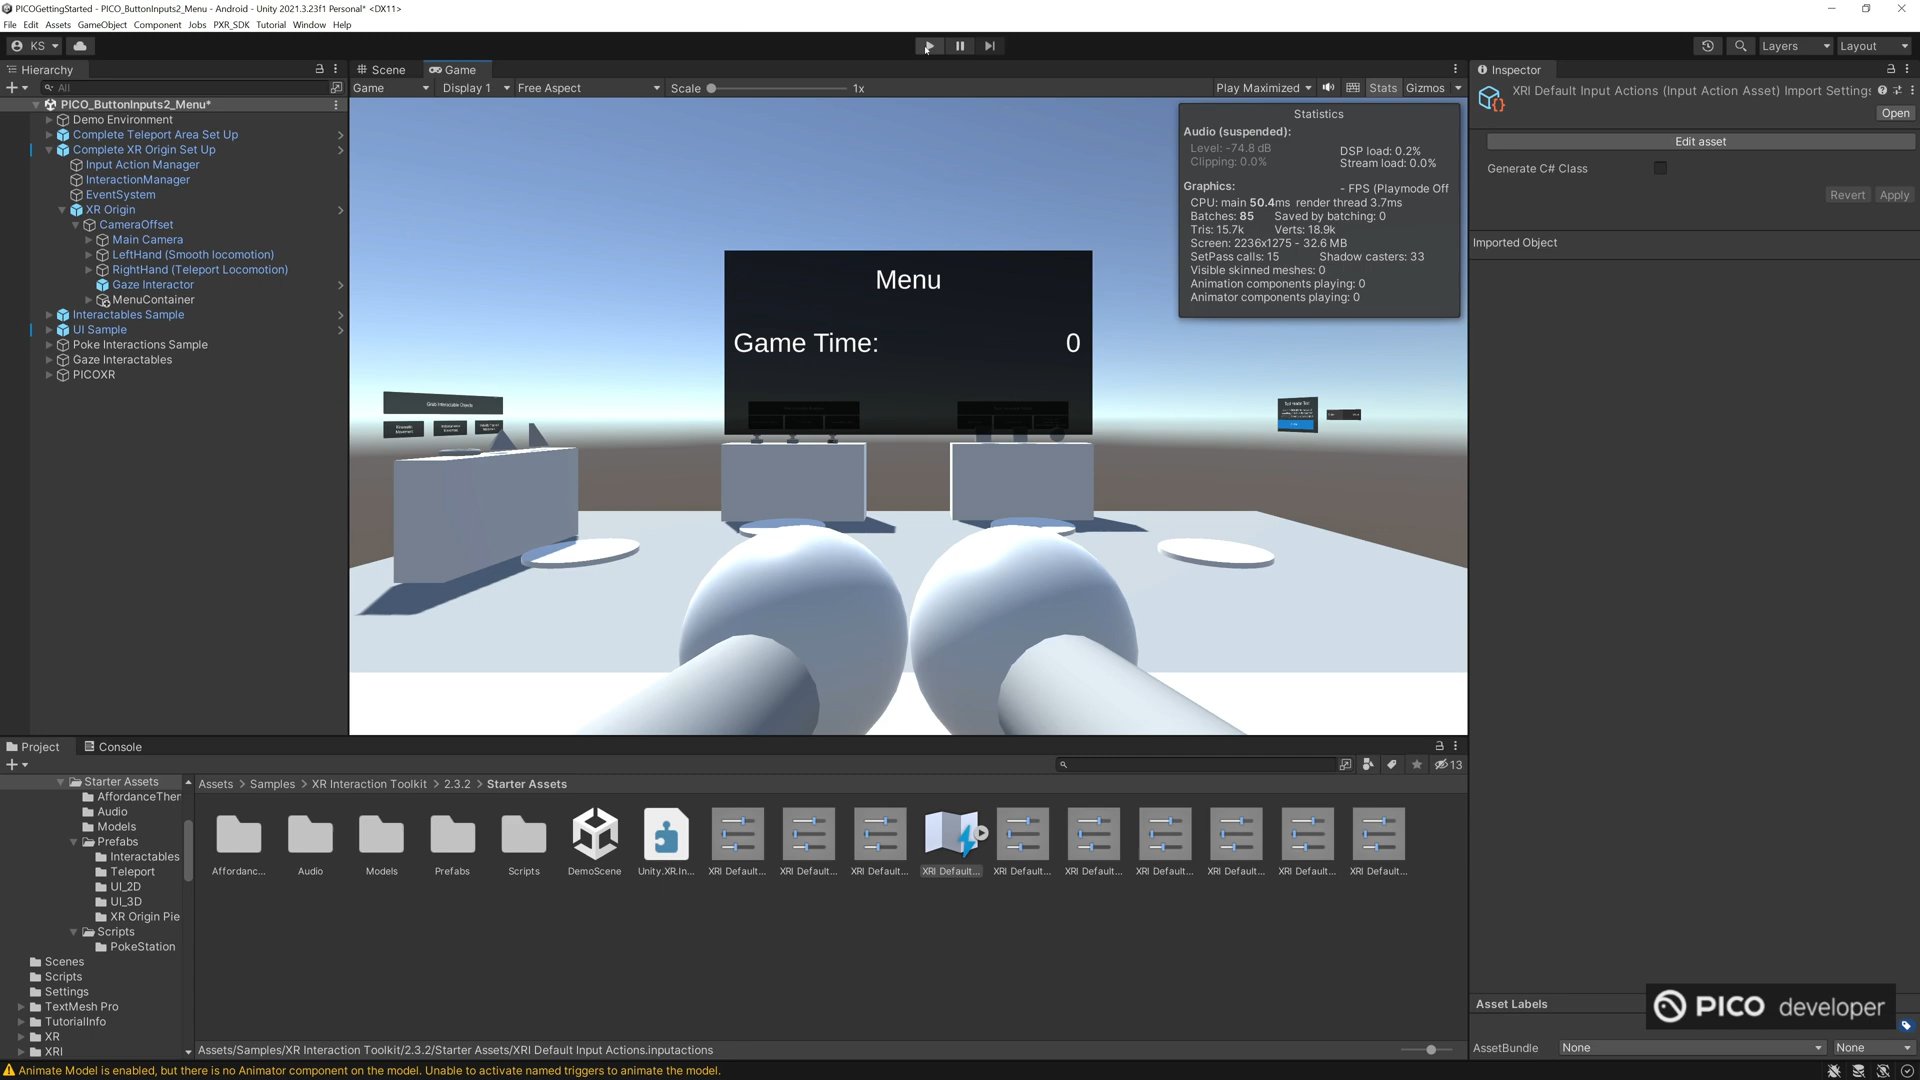 PICOGettingStarted - PICO_ButtonInputs2_Menu - Android - Unity 2021.3.23f1 Personal* <DX11>
File Edit Assets GameObject Component Jobs PXR_SDK Tutorial Window Help
KS
Layers
Layout
Hierarchy
Scene
Game
Inspector
All
Game
Display 1
Free Aspect
Scale
1x
Play Maximized
Stats
Gizmos
XRI Default Input Actions (Input Action Asset) Import Settings
Open
Edit asset
Generate C# Class
Revert
Apply
Imported Object
PICO_ButtonInputs2_Menu*
Demo Environment
Complete Teleport Area Set Up
Complete XR Origin Set Up
Input Action Manager
InteractionManager
EventSystem
XR Origin
CameraOffset
Main Camera
LeftHand (Smooth locomotion)
RightHand (Teleport Locomotion)
Gaze Interactor
MenuContainer
Interactables Sample
UI Sample
Poke Interactions Sample
Gaze Interactables
PICOXR
Menu
Game Time:
0
Statistics
Audio (suspended):
Level: -74.8 dB
DSP load: 0.2%
Clipping: 0.0%
Stream load: 0.0%
Graphics:
- FPS (Playmode Off
CPU: main 50.4ms render thread 3.7ms
Batches: 85 Saved by batching: 0
Tris: 15.7k Verts: 18.9k
Screen: 2236x1275 - 32.6 MB
SetPass calls: 15 Shadow casters: 33
Visible skinned meshes: 0
Animation components playing: 0
Animator components playing: 0
Project
Console
13
Starter Assets
AffordanceTher
Audio
Models
Prefabs
Interactables
Teleport
UI_2D
UI_3D
XR Origin Pie
Scripts
PokeStation
Scenes
Scripts
Settings
TextMesh Pro
TutorialInfo
XR
XRI
Assets > Samples > XR Interaction Toolkit > 2.3.2 > Starter Assets
Affordanc...
Audio
Models
Prefabs
Scripts
DemoScene
Unity.XR.In...
XRI Default...
XRI Default...
XRI Default...
XRI Default...
XRI Default...
XRI Default...
XRI Default...
XRI Default...
XRI Default...
XRI Default...
Assets/Samples/XR Interaction Toolkit/2.3.2/Starter Assets/XRI Default Input Actions.inputactions
Asset Labels
PICO developer
AssetBundle
None
None
Animate Model is enabled, but there is no Animator component on the model. Unable to activate named triggers to animate the model.